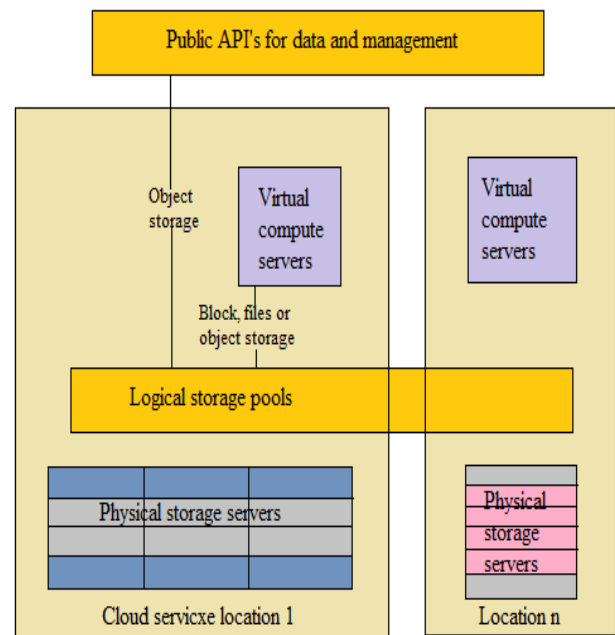 Public API's for data and management
Object
storage
Virtual
compute
servers
Virtual
compute
servers
Block, files or
object storage
Logical storage pools
Physical storage servers
Physical
storage
servers
Cloud servicxe location 1
Location n